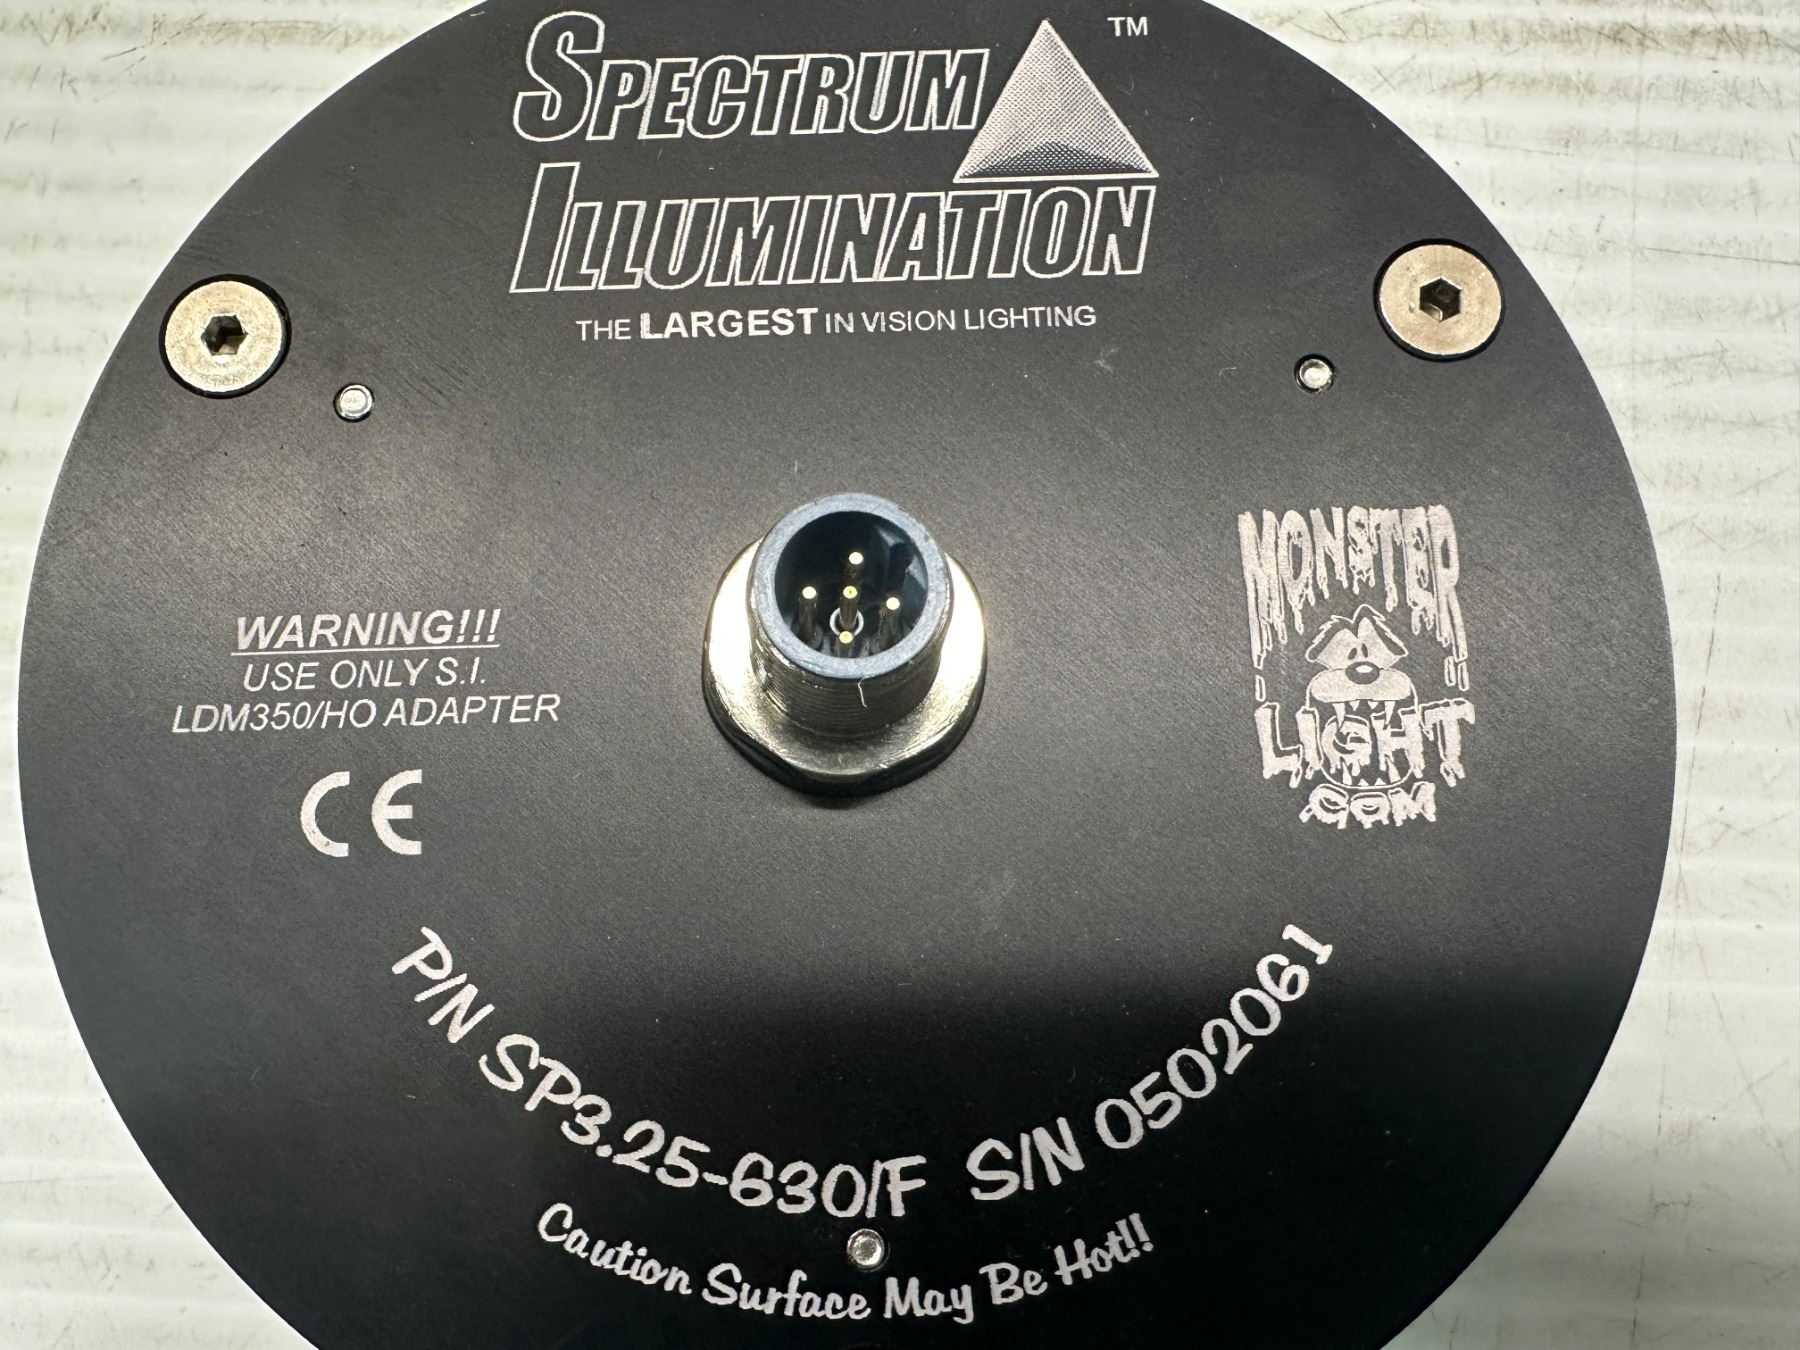 SPECTRUM TM
ILLUMINATION
THE LARGEST IN VISION LIGHTING
WARNING!!!
USE ONLY S.I.
LDM350/HO ADAPTER
CE
MONSTER
LIGHT
.COM
P/N SP3.25-630/F S/N 0502061
Caution Surface May Be Hot!!